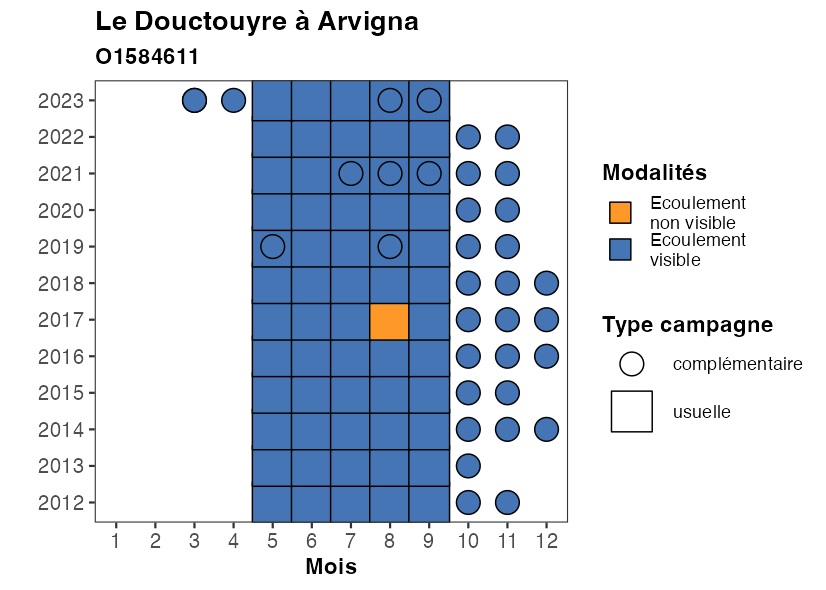 Le Douctouyre à Arvigna
O1584611
2023
2022
2021
2020
2019
2018
2017
2016
2015
2014
2013
2012
1 2 3 4 5 6 7 8 9 10 11 12
Mois
Modalités
Ecoulement
non visible
Ecoulement
visible
Type campagne
complémentaire
usuelle